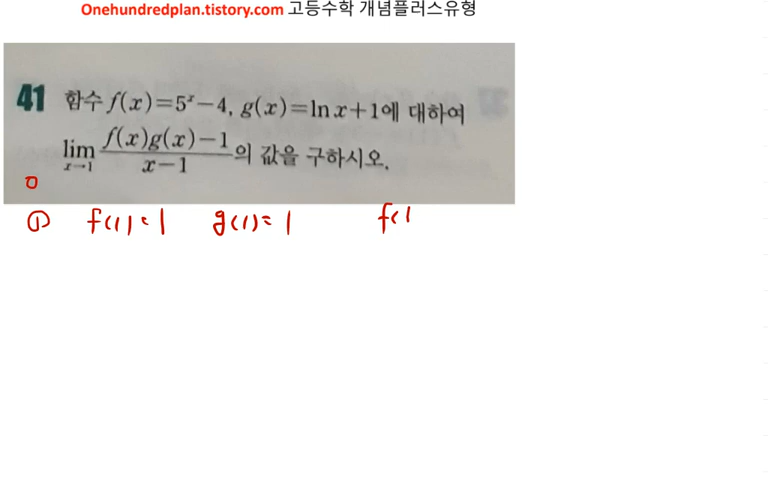 Onehundredplan.tistory.com 고등수학 개념플러스유형
41 함수 f(x)=5ˣ−4, g(x)=ln x+1에 대하여
lim x→1 f(x)g(x)−1 / x−1 의 값을 구하시오.
① f(1)=1 g(1)=1 f(1